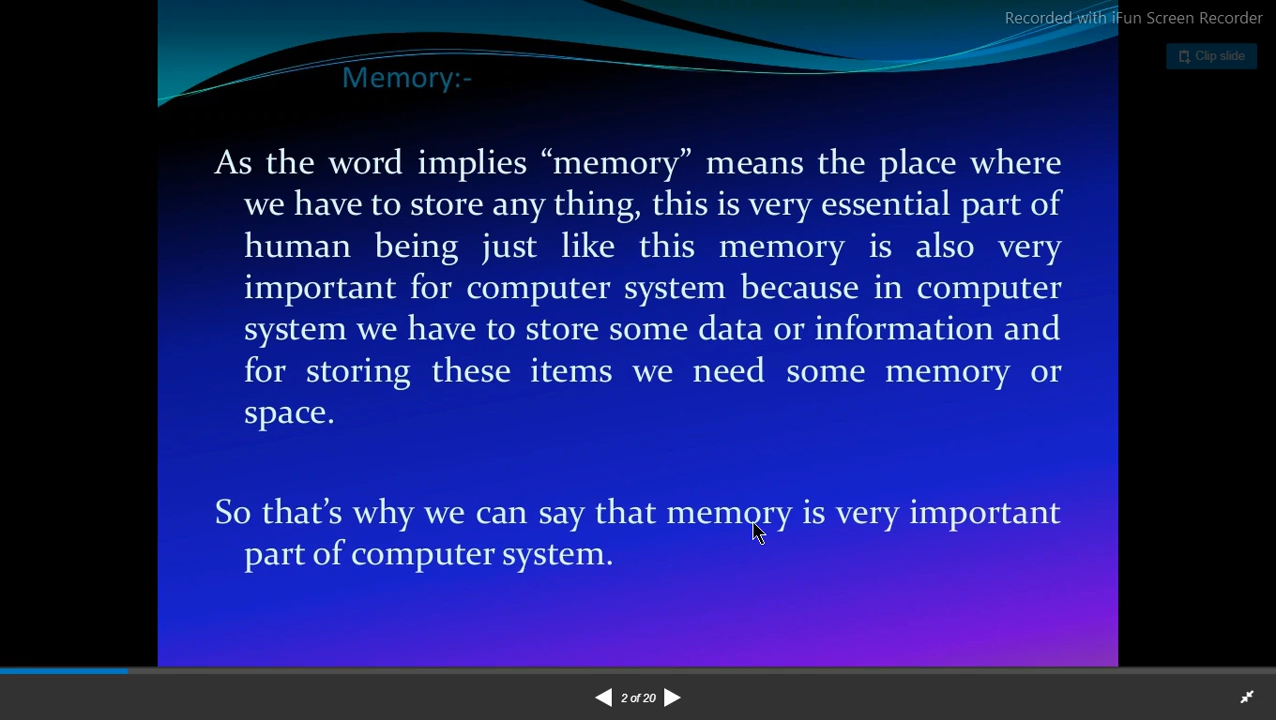 Recorded with iFun Screen Recorder
Clip slide
Memory:-
As the word implies “memory” means the place where
we have to store any thing, this is very essential part of
human being just like this memory is also very
important for computer system because in computer
system we have to store some data or information and
for storing these items we need some memory or
space.
So that’s why we can say that memory is very important
part of computer system.
2 of 20